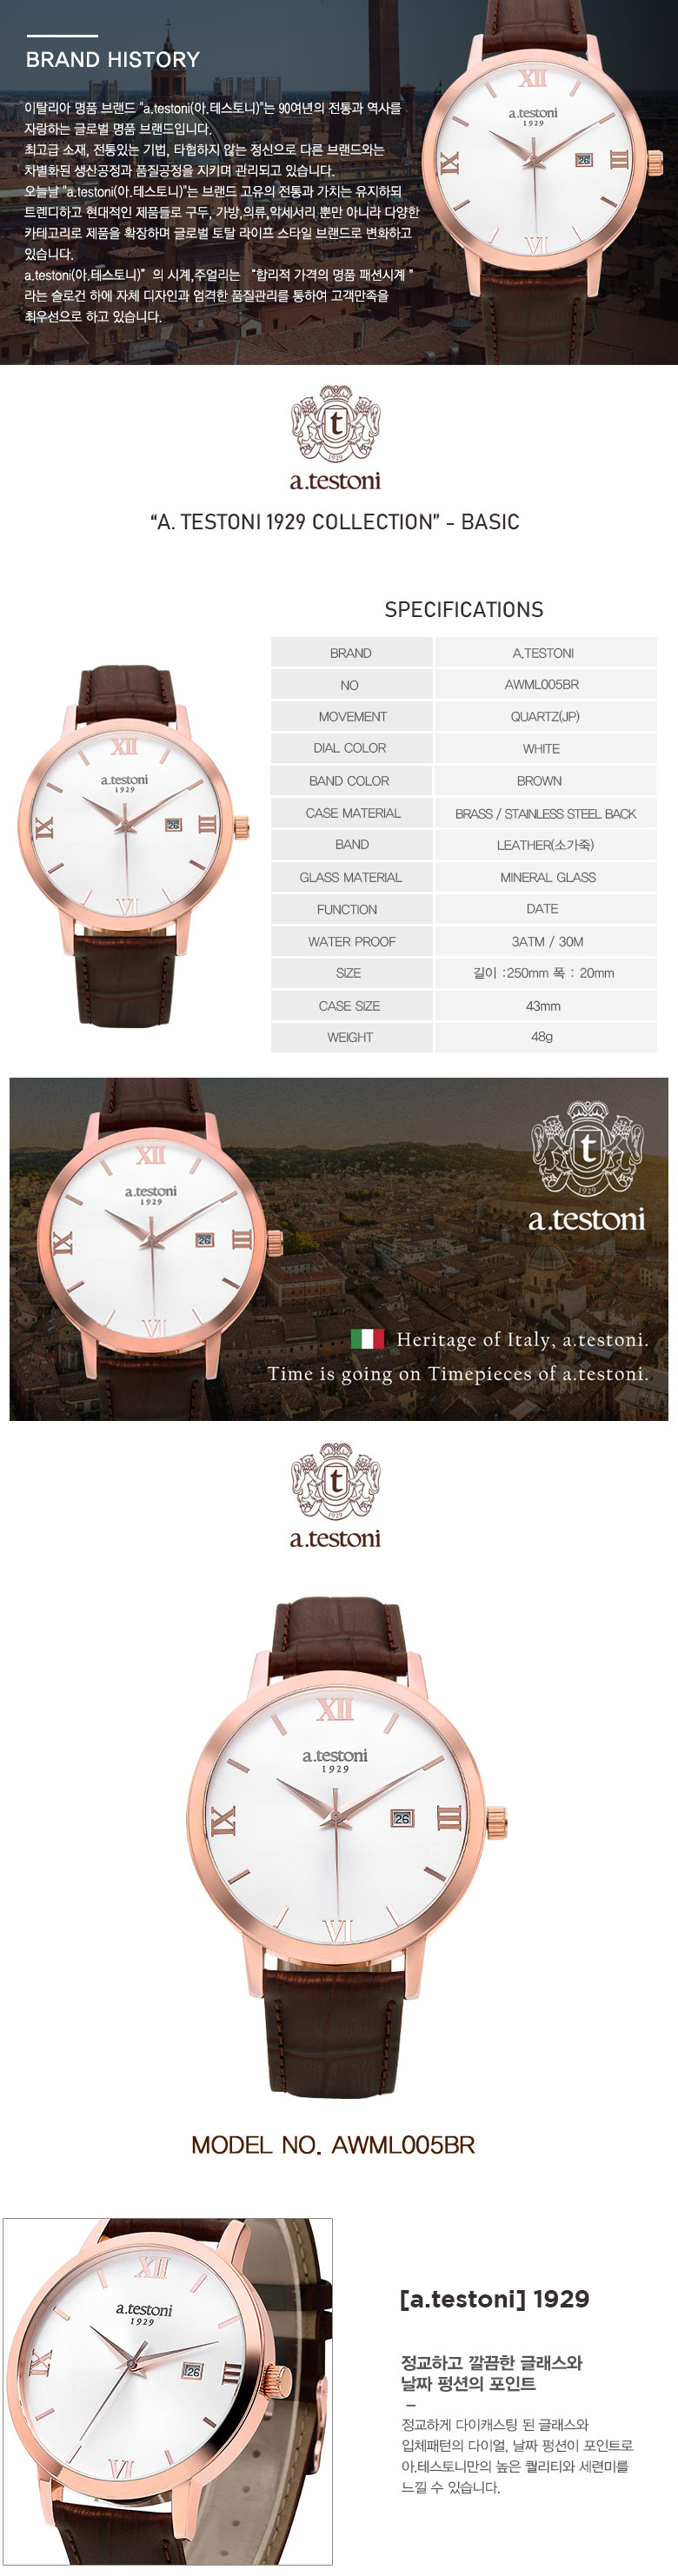 BRAND HISTORY
이탈리아 명품 브랜드 "a.testoni(아.테스토니)"는 90여년의 전통과 역사를
자랑하는 글로벌 명품 브랜드입니다.
최고급 소재, 전통있는 기법, 타협하지 않는 정신으로 다른 브랜드와는
차별화된 생산공정과 품질공정을 지키며 관리되고 있습니다.
오늘날 "a.testoni(아.테스토니)"는 브랜드 고유의 전통과 가치는 유지하되
트렌디하고 현대적인 제품들로 구두, 가방,의류,악세서리 뿐만 아니라 다양한
카테고리로 제품을 확장하며 글로벌 토탈 라이프 스타일 브랜드로 변화하고
있습니다.
a.testoni(아.테스토니)" 의 시계,주얼리는 "합리적 가격의 명품 패션시계 "
라는 슬로건 하에 자체 디자인과 엄격한 품질관리를 통하여 고객만족을
최우선으로 하고 있습니다.
XII
a.testoni
1929
IX
26
III
VI
t
1929
a.testoni
“A. TESTONI 1929 COLLECTION” - BASIC
SPECIFICATIONS
BRAND A.TESTONI
NO AWML005BR
MOVEMENT QUARTZ(JP)
DIAL COLOR WHITE
BAND COLOR BROWN
CASE MATERIAL BRASS / STAINLESS STEEL BACK
BAND LEATHER(소가죽)
GLASS MATERIAL MINERAL GLASS
FUNCTION DATE
WATER PROOF 3ATM / 30M
SIZE 길이 :250mm 폭 : 20mm
CASE SIZE 43mm
WEIGHT 48g
XII
a.testoni
1929
IX
26
III
VI
XII
a.testoni
1929
IX
26
III
VI
t
1929
a.testoni
Heritage of Italy, a.testoni.
Time is going on Timepieces of a.testoni.
t
1929
a.testoni
XII
a.testoni
1929
IX
26
III
VI
MODEL NO. AWML005BR
XII
a.testoni
1929
IX
26
III
VI
[a.testoni] 1929
정교하고 깔끔한 글래스와
날짜 펑션의 포인트
–
정교하게 다이캐스팅 된 글래스와
입체패턴의 다이얼, 날짜 펑션이 포인트로
아.테스토니만의 높은 퀄리티와 세련미를
느낄 수 있습니다.